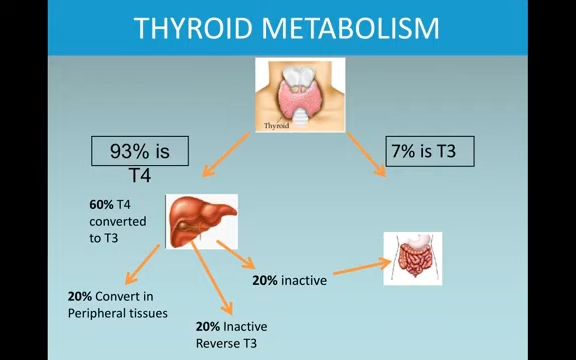 THYROID METABOLISM
Thyroid
93% is
T4
7% is T3
60% T4
converted
to T3
20% inactive
20% Convert in
Peripheral tissues
20% Inactive
Reverse T3